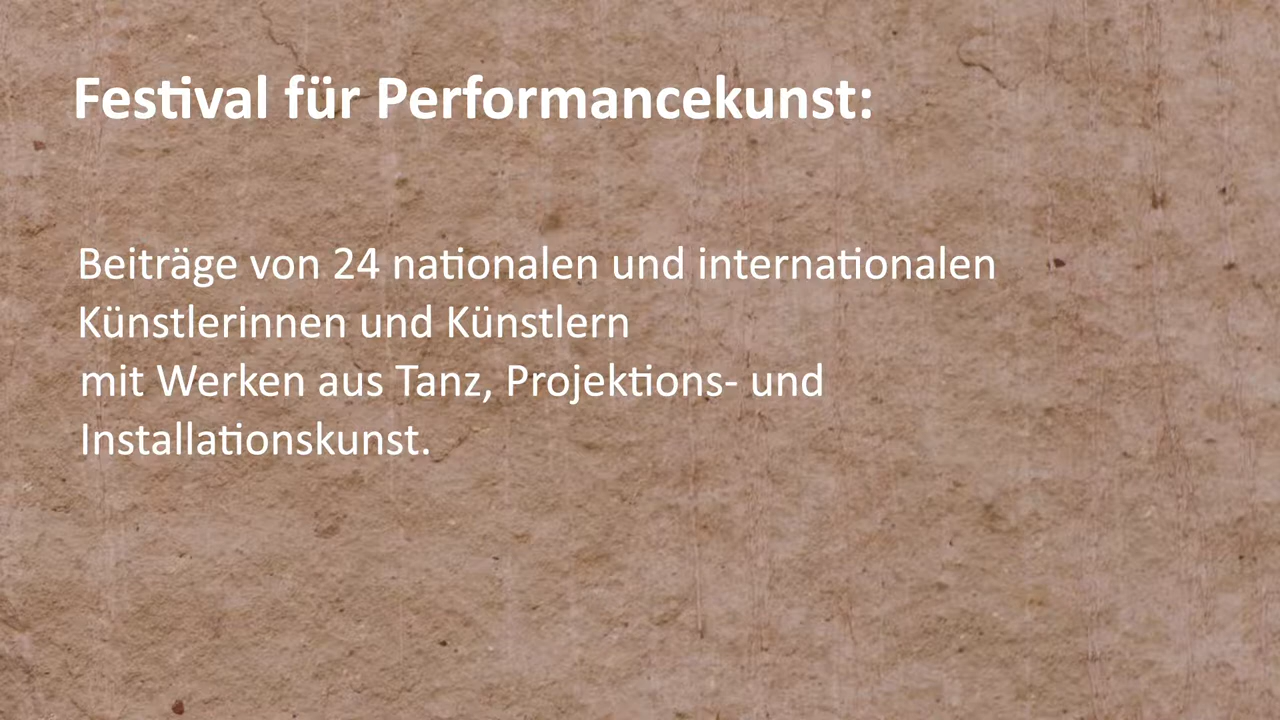 Festival für Performancekunst:
Beiträge von 24 nationalen und internationalen
Künstlerinnen und Künstlern
mit Werken aus Tanz, Projektions- und
Installationskunst.